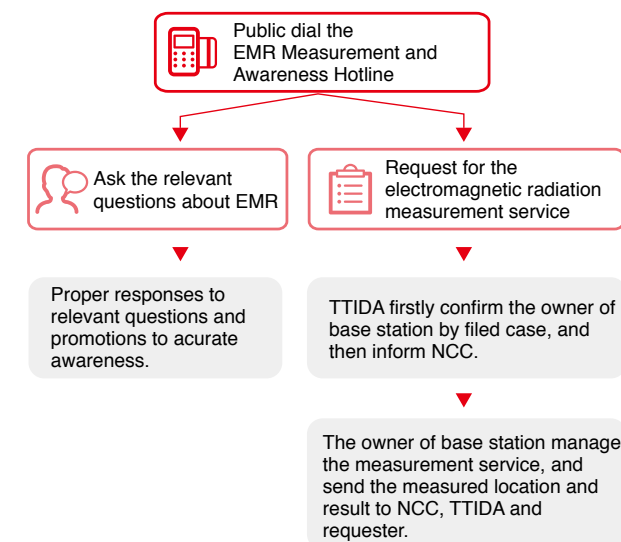 Public dial the
EMR Measurement and
Awareness Hotline
Ask the relevant
questions about EMR
Request for the
electromagnetic radiation
measurement service
Proper responses to
relevant questions and
promotions to acurate
awareness.
TTIDA firstly confirm the owner of
base station by filed case, and
then inform NCC.
The owner of base station manage
the measurement service, and
send the measured location and
result to NCC, TTIDA and
requester.